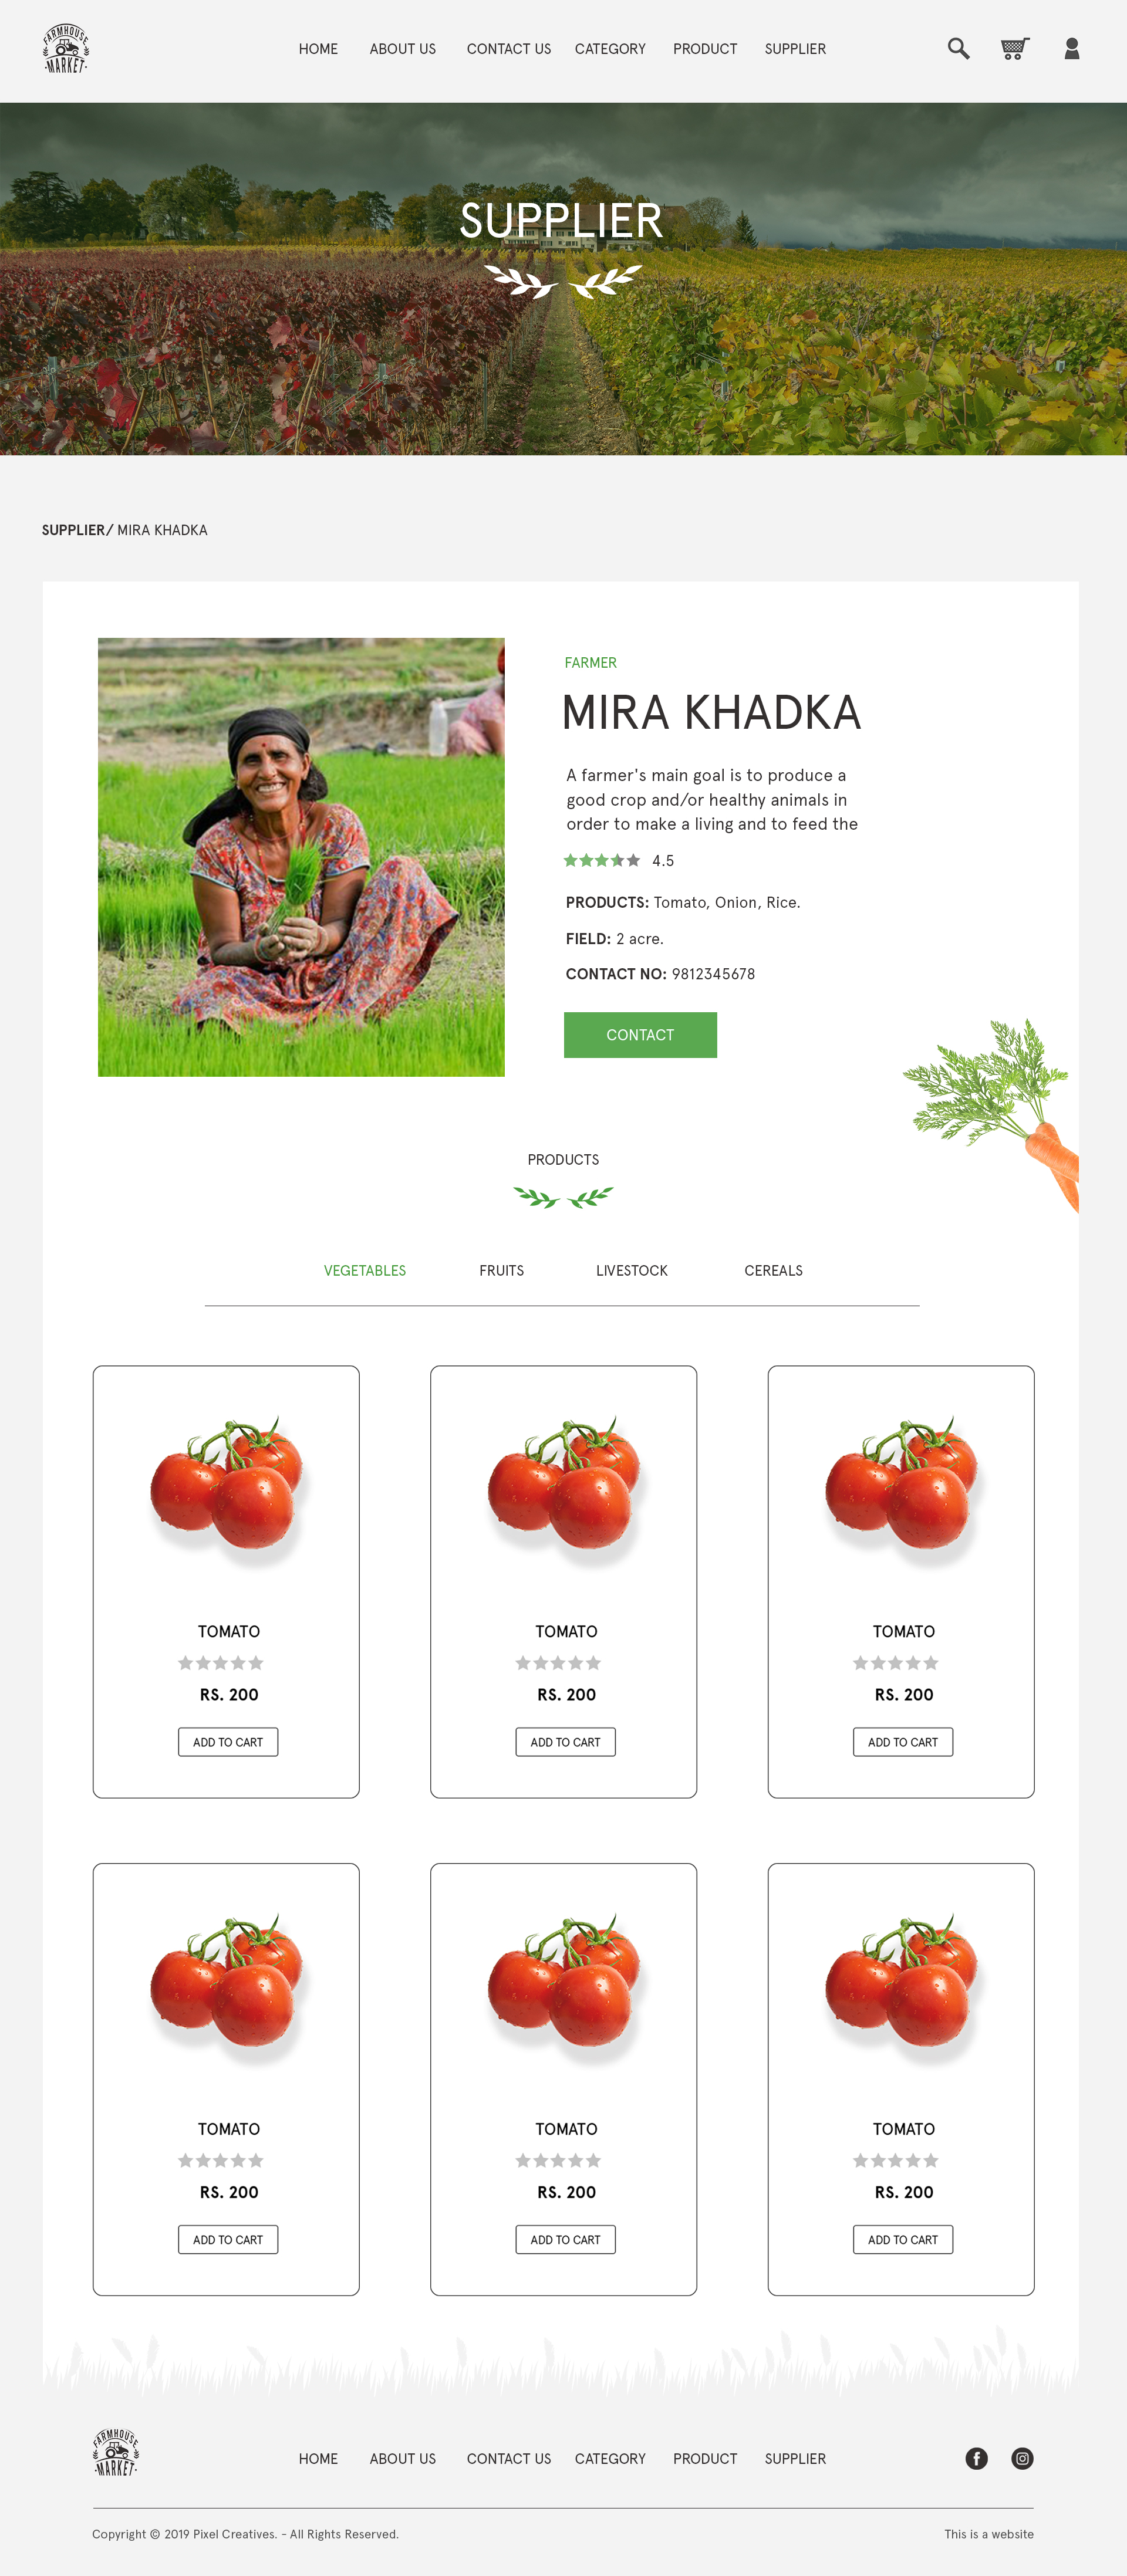 FARMHOUSE
MARKET
HOME ABOUT US CONTACT US CATEGORY PRODUCT SUPPLIER
SUPPLIER
SUPPLIER/ MIRA KHADKA
FARMER
MIRA KHADKA
A farmer's main goal is to produce a
good crop and/or healthy animals in
order to make a living and to feed the
4.5
PRODUCTS: Tomato, Onion, Rice.
FIELD: 2 acre.
CONTACT NO: 9812345678
CONTACT
PRODUCTS
VEGETABLES FRUITS LIVESTOCK CEREALS
TOMATO TOMATO TOMATO
RS. 200 RS. 200 RS. 200
ADD TO CART ADD TO CART ADD TO CART
TOMATO TOMATO TOMATO
RS. 200 RS. 200 RS. 200
ADD TO CART ADD TO CART ADD TO CART
FARMHOUSE
MARKET
HOME ABOUT US CONTACT US CATEGORY PRODUCT SUPPLIER
Copyright © 2019 Pixel Creatives. - All Rights Reserved. This is a website